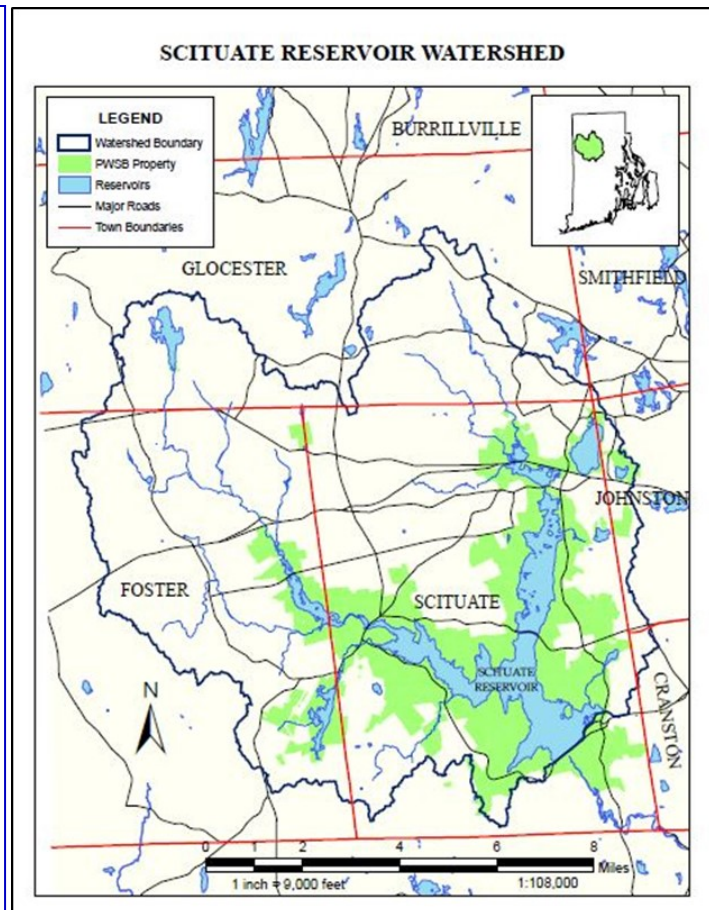 SCITUATE RESERVOIR WATERSHED
LEGEND
Watershed Boundary
PWSB Property
Reservoirs
Major Roads
Town Boundaries
BURRILLVILLE
GLOCESTER
SMITHFIELD
JOHNSTON
FOSTER
SCITUATE
SCITUATE
RESERVOIR
CRANSTON
N
0 2 4 6 8
Miles
1 inch = 9,000 feet
1:108,000